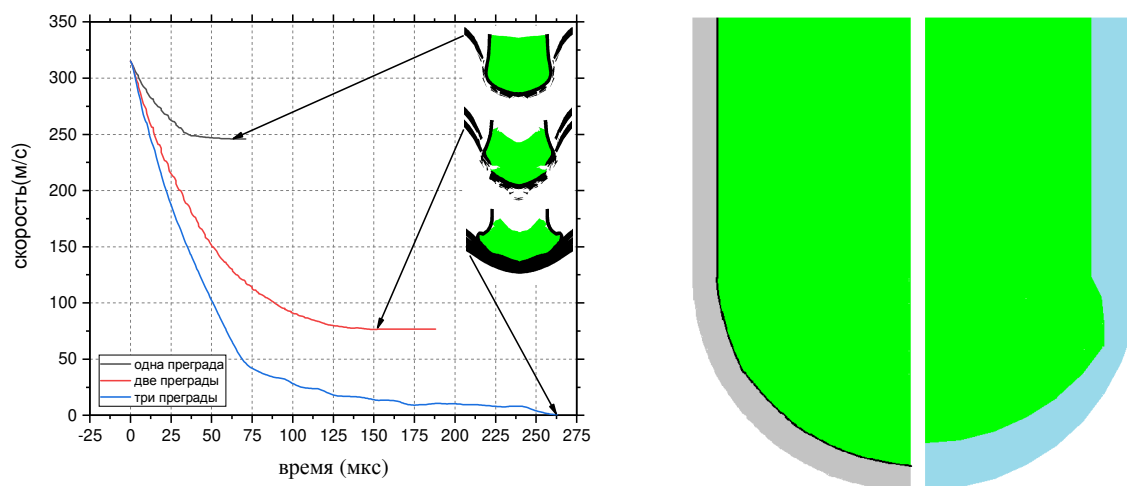 350
300
250
200
150
100
50
0
скорость(м/с)
одна преграда
две преграды
три преграды
-25 0 25 50 75 100 125 150 175 200 225 250 275
время (мкс)